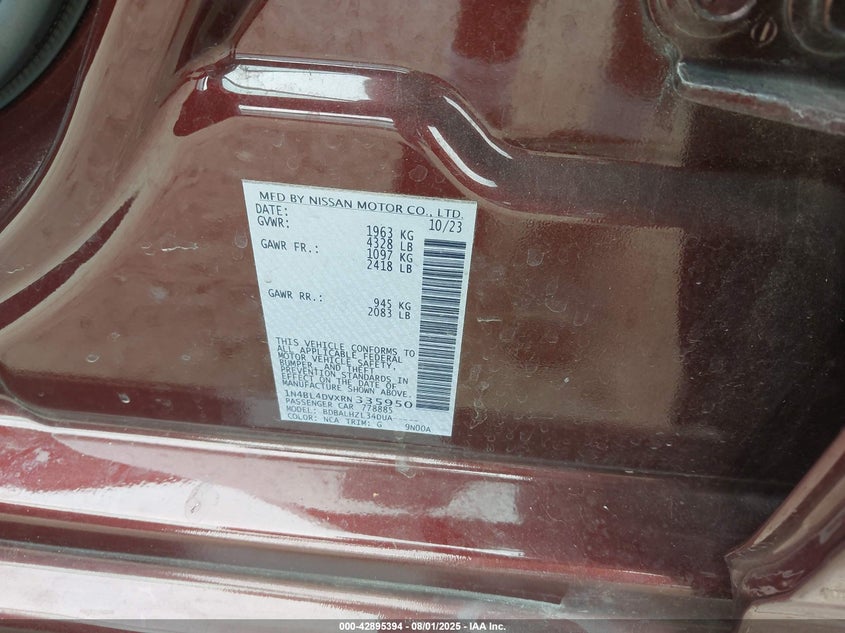 MFD BY NISSAN MOTOR CO., LTD.
DATE: 10/23
GVWR: 1963 KG
4328 LB
GAWR FR.: 1097 KG
2418 LB
GAWR RR.: 945 KG
2083 LB
THIS VEHICLE CONFORMS TO
ALL APPLICABLE FEDERAL
MOTOR VEHICLE SAFETY,
BUMPER, AND THEFT
PREVENTION STANDARDS IN
EFFECT ON THE DATE OF
MANUFACTURE SHOWN ABOVE.
1N4BL4DVXRN335950
PASSENGER CAR 778885
MODEL: BDBALHZL34DUA-----
COLOR: NCA TRIM: G 9N00A
000-42895394 - 08/01/2025 - IAA Inc.